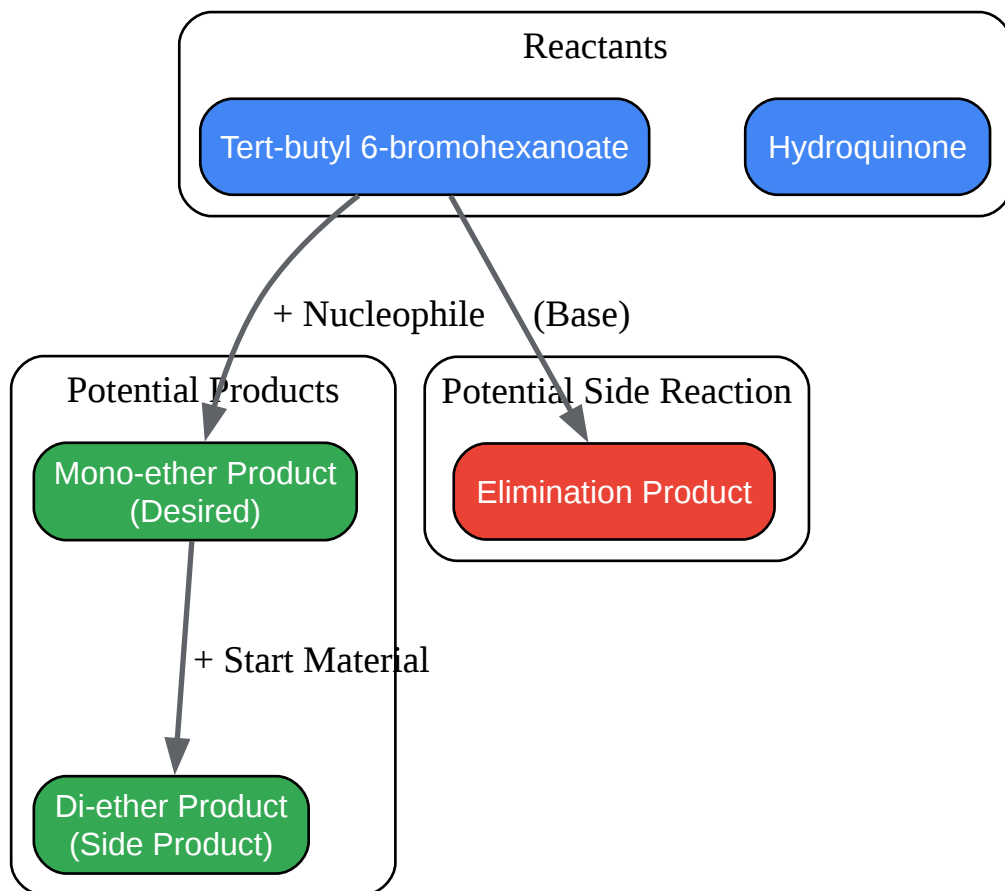 Reactants
Tert-butyl 6-bromohexanoate
Hydroquinone
+ Nucleophile
(Base)
Potential Products
Potential Side Reaction
Mono-ether Product
(Desired)
Elimination Product
+ Start Material
Di-ether Product
(Side Product)